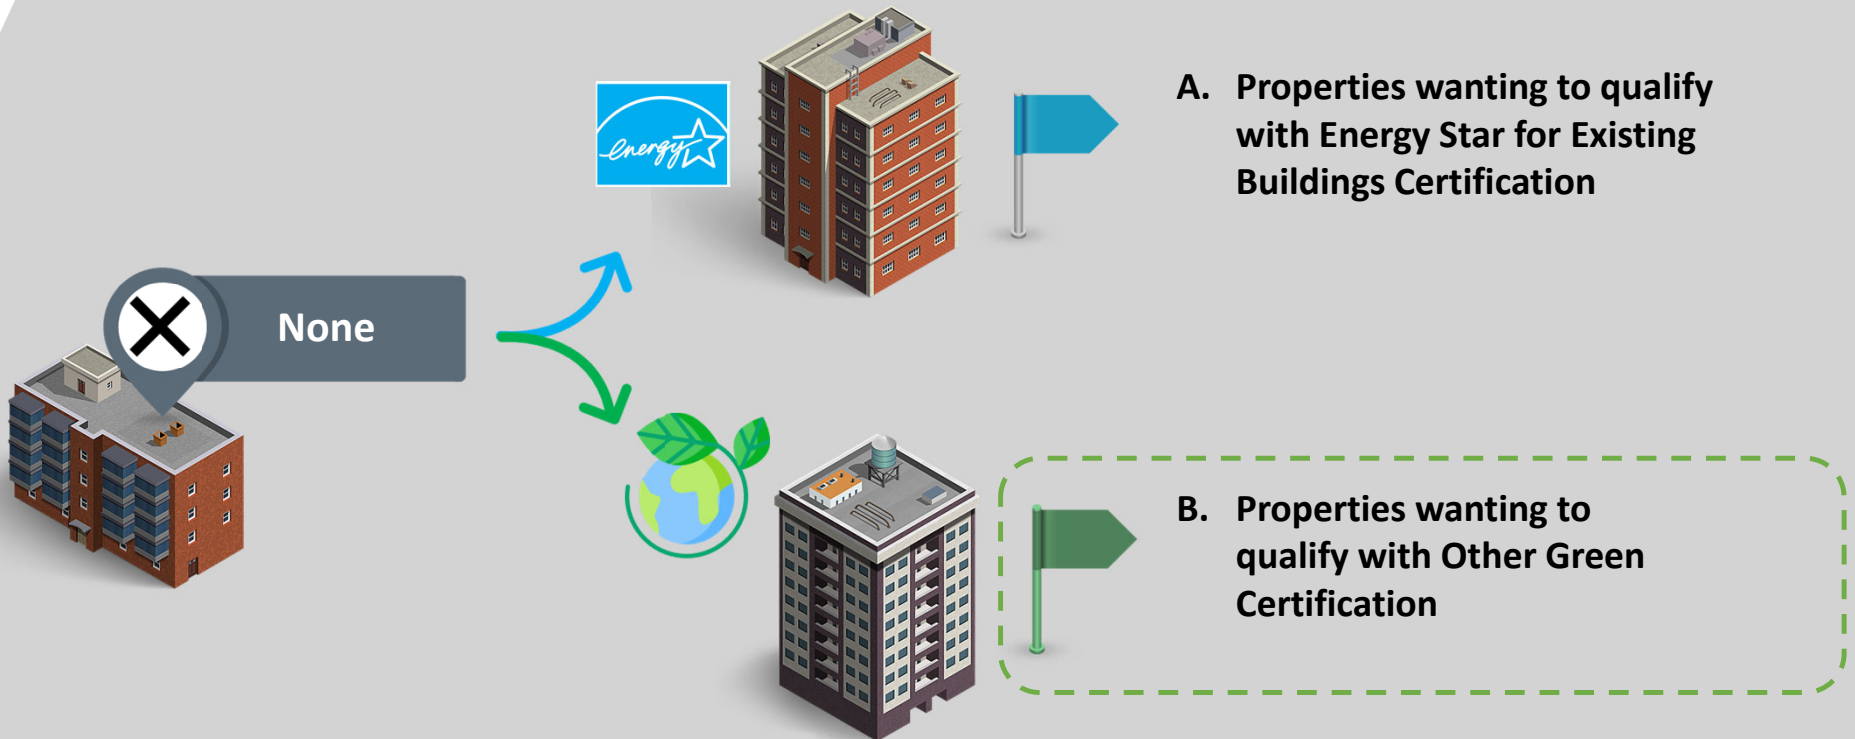 energy
A. Properties wanting to qualify
with Energy Star for Existing
Buildings Certification
None
B. Properties wanting to
qualify with Other Green
Certification